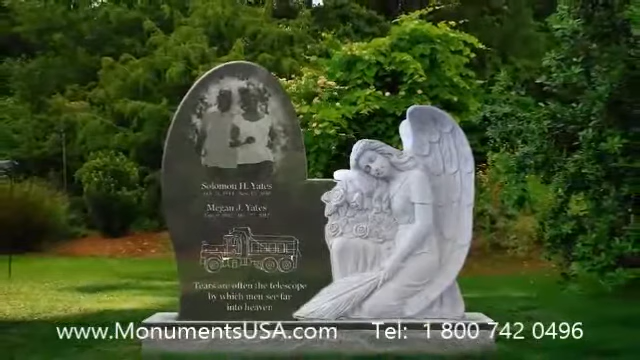 Solomon H. Yates
Megan J. Yates
Tears are often the telescope
by which men see far
into heaven
www.MonumentsUSA.com Tel: 1 800 742 0496